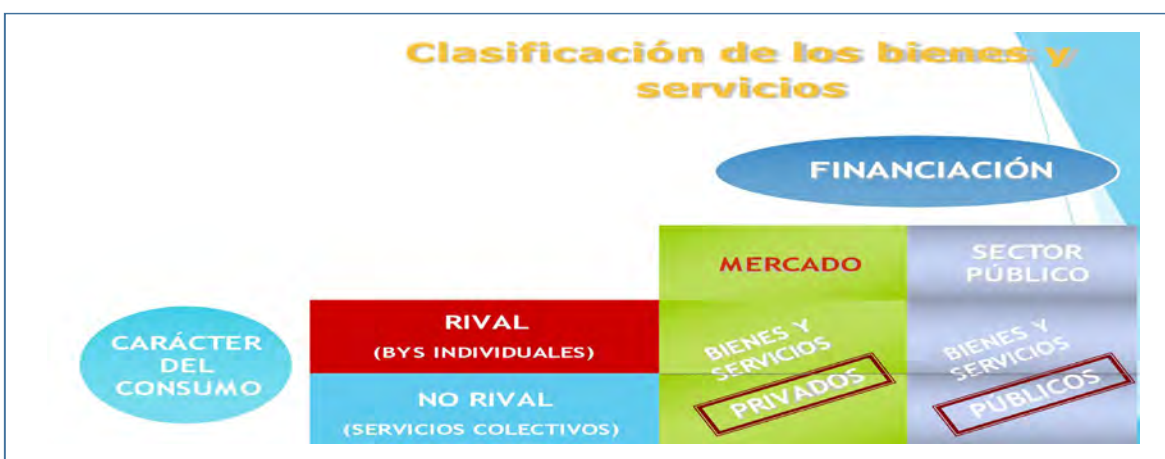 Clasificación de los bienes y
servicios
FINANCIACIÓN
MERCADO
SECTOR
PÚBLICO
CARÁCTER
DEL
CONSUMO
RIVAL
(BYS INDIVIDUALES)
NO RIVAL
(SERVICIOS COLECTIVOS)
BIENES Y
SERVICIOS
PRIVADOS
BIENES Y
SERVICIOS
PÚBLICOS